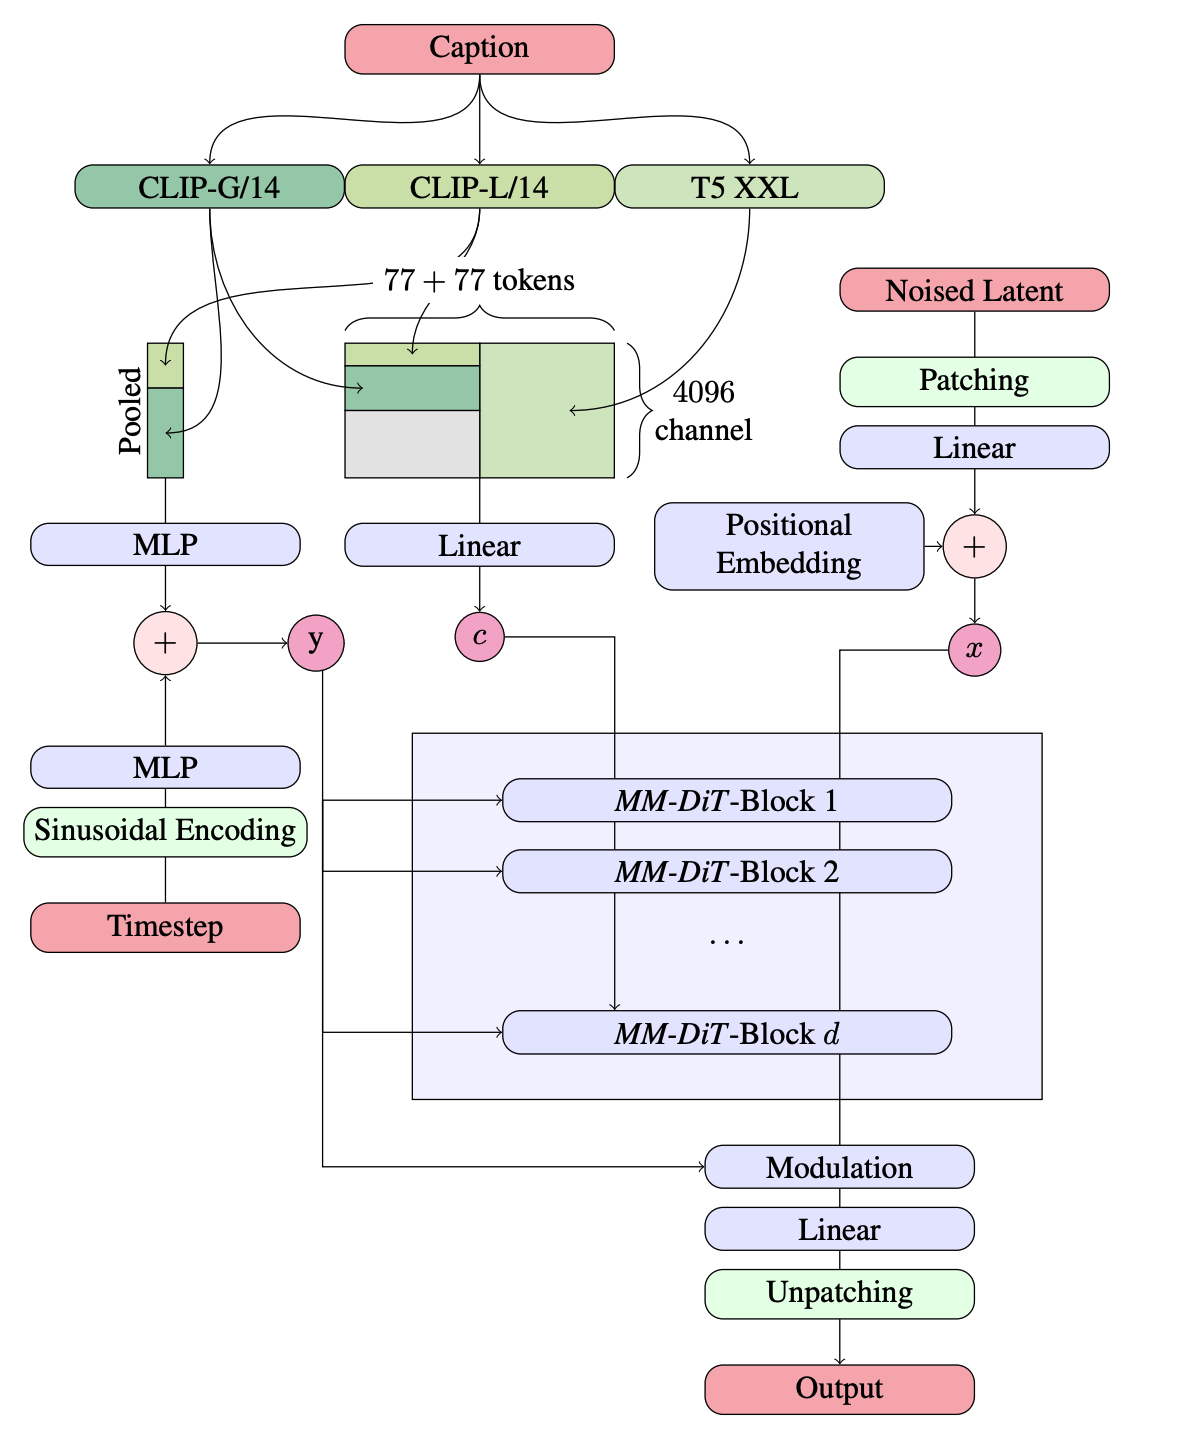 Caption
CLIP-G/14
CLIP-L/14
T5 XXL
77 + 77 tokens
Noised Latent
Patching
Pooled
4096
channel
Linear
Positional
Embedding
+
MLP
Linear
+
y
c
x
MLP
Sinusoidal Encoding
Timestep
MM-DiT-Block 1
MM-DiT-Block 2
. . .
MM-DiT-Block d
Modulation
Linear
Unpatching
Output